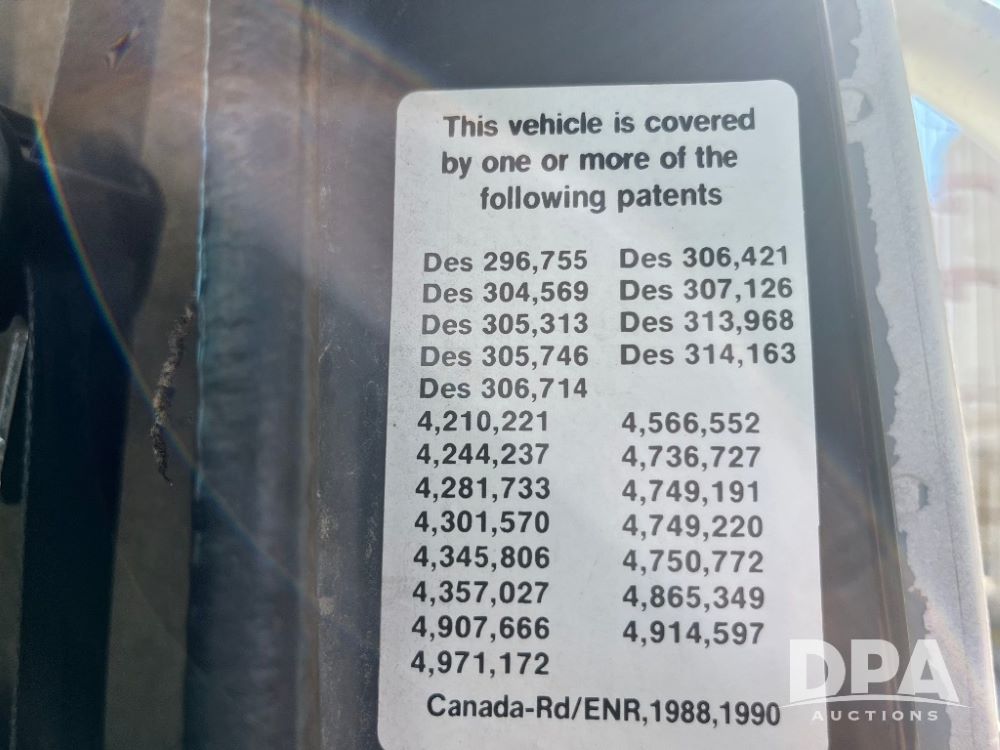 This vehicle is covered
by one or more of the
following patents
Des 296,755 Des 306,421
Des 304,569 Des 307,126
Des 305,313 Des 313,968
Des 305,746 Des 314,163
Des 306,714
4,210,221 4,566,552
4,244,237 4,736,727
4,281,733 4,749,191
4,301,570 4,749,220
4,345,806 4,750,772
4,357,027 4,865,349
4,907,666 4,914,597
4,971,172
Canada-Rd/ENR,1988,1990
DPA
AUCTIONS